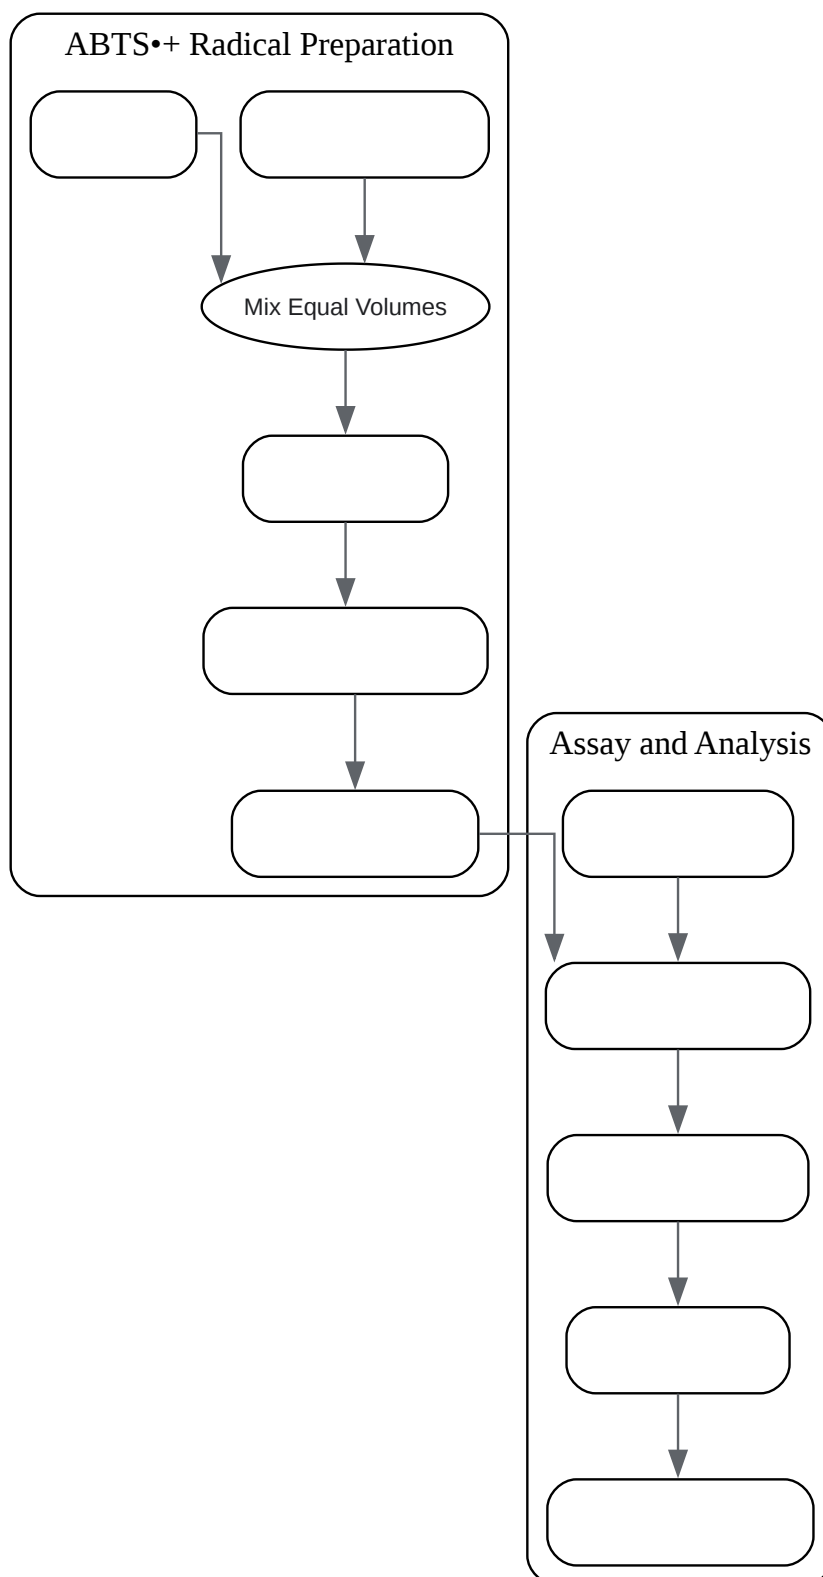 ABTS•+ Radical Preparation
Mix Equal Volumes
Assay and Analysis